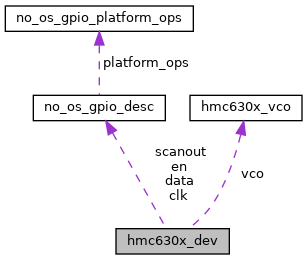 no_os_gpio_platform_ops
platform_ops
no_os_gpio_desc
hmc630x_vco
scanout
en
data
clk
vco
hmc630x_dev